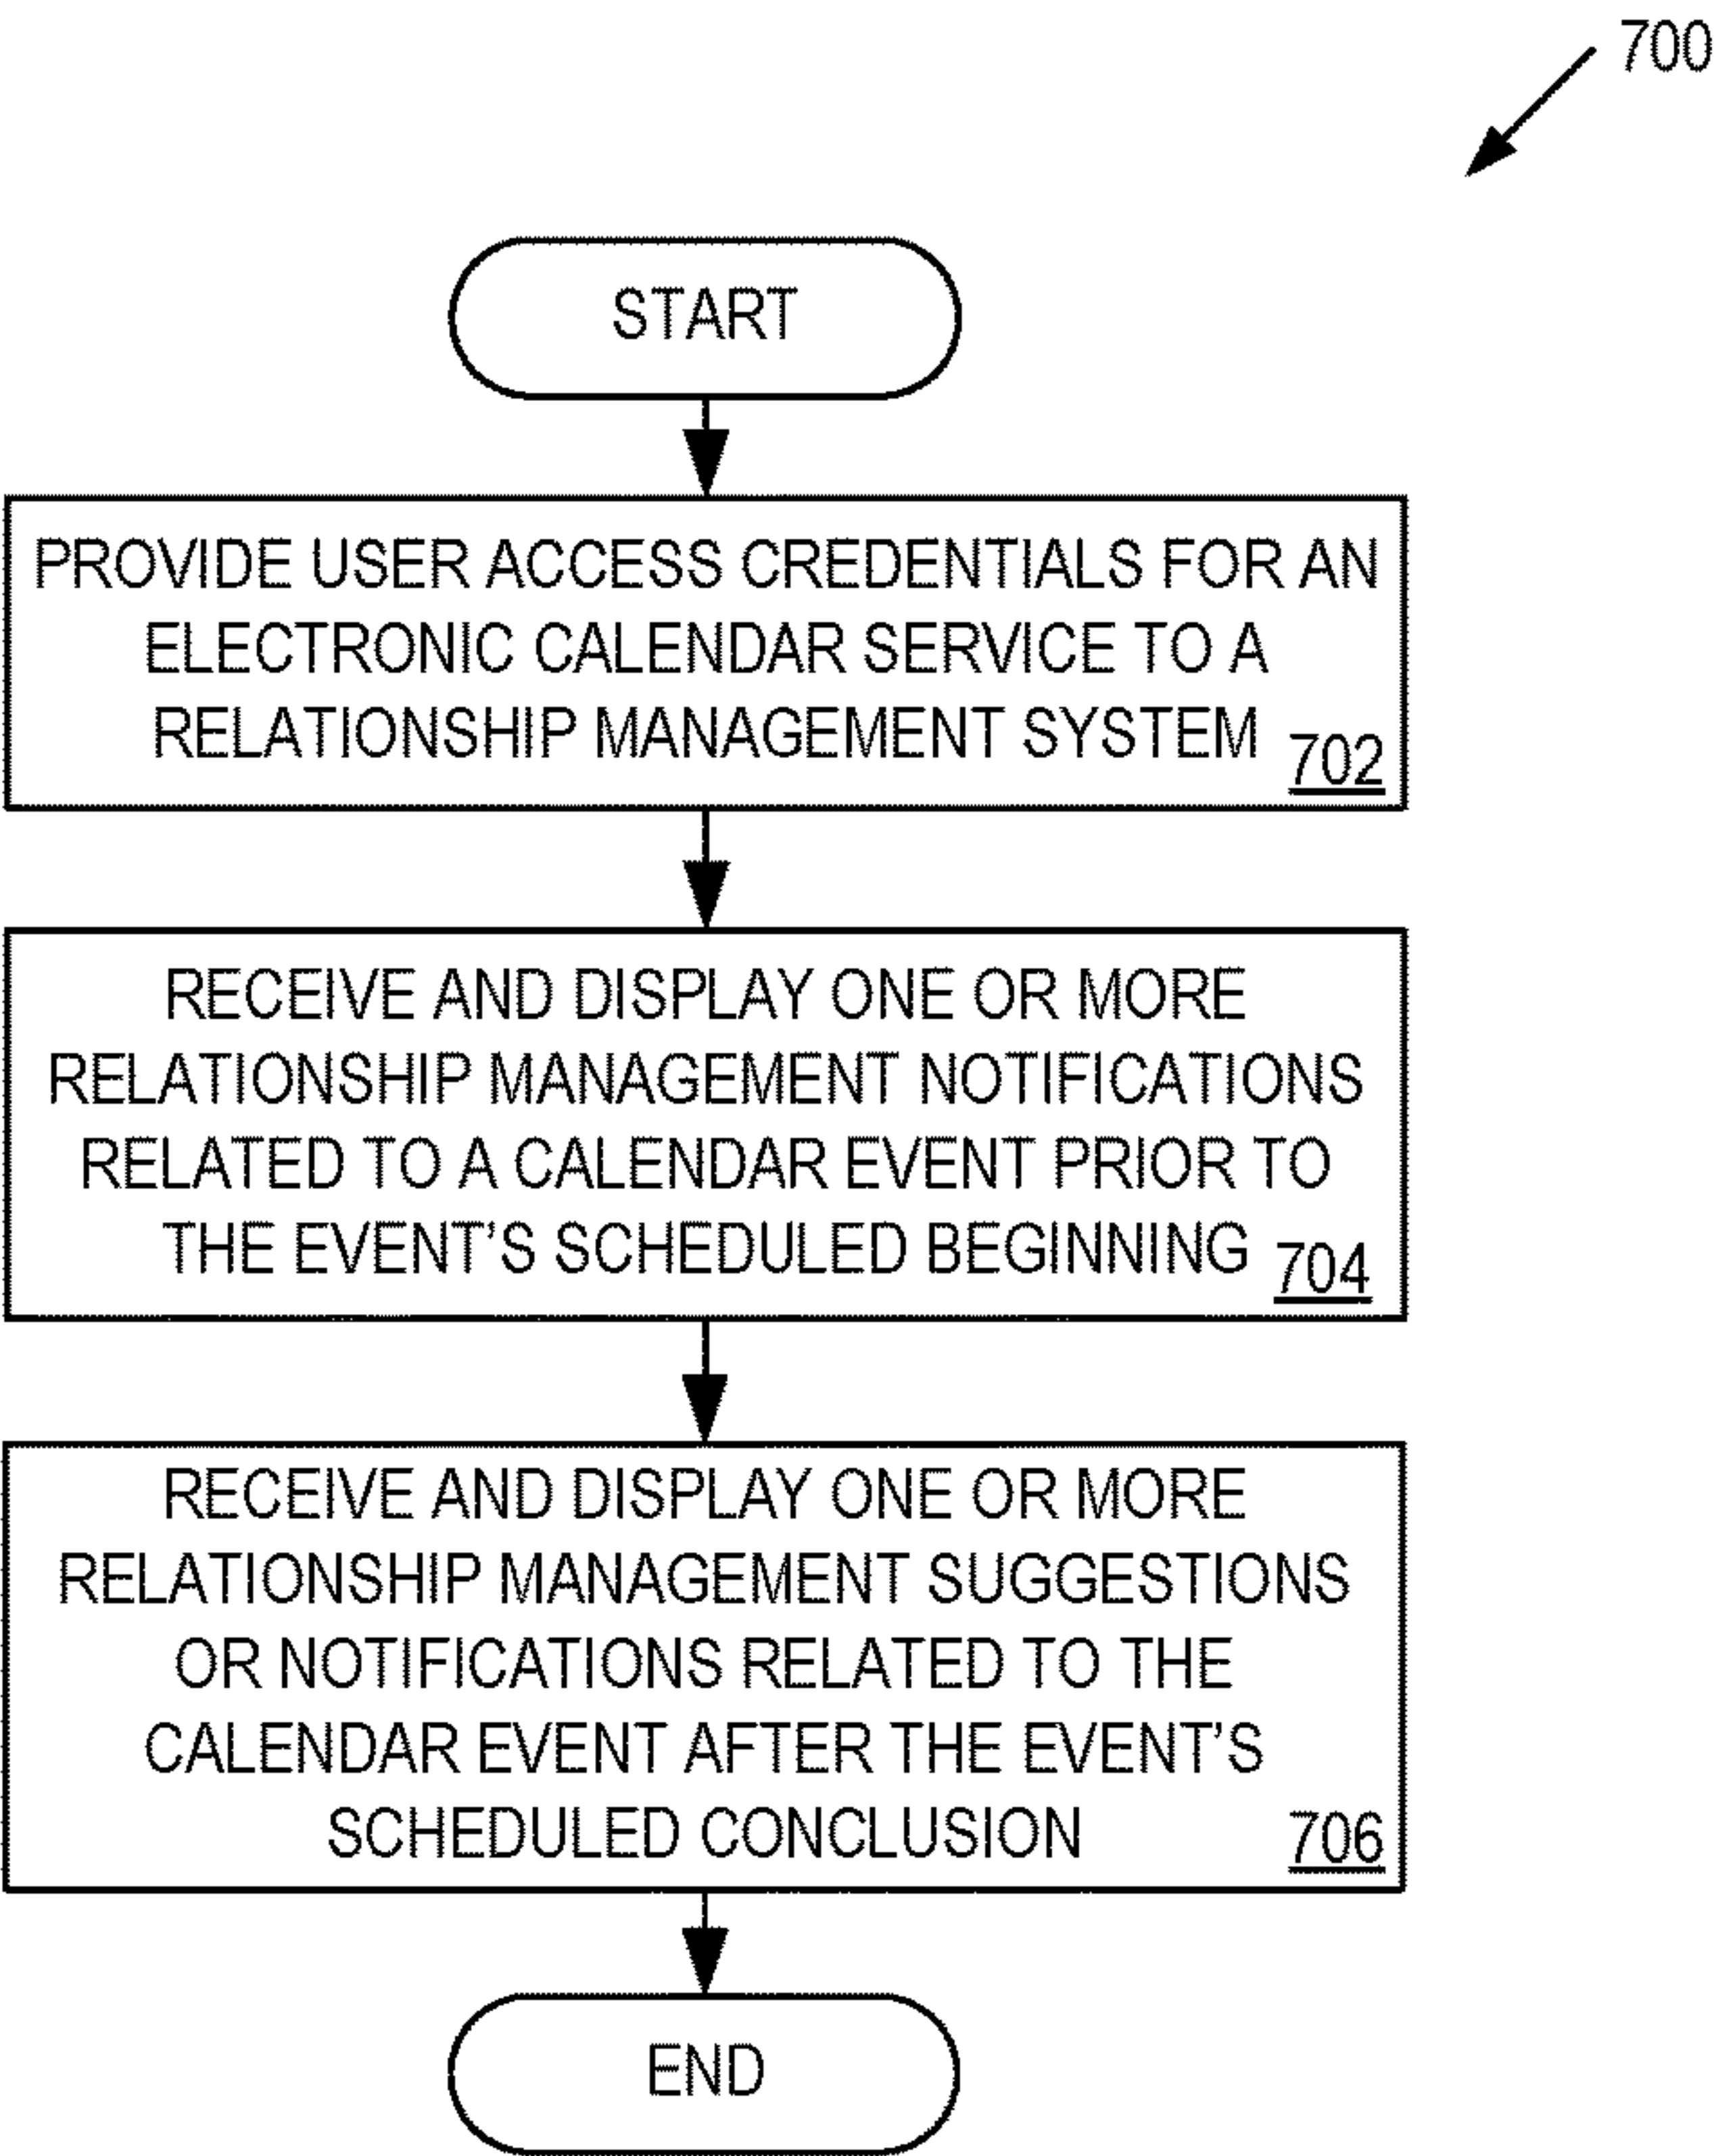 700
START
PROVIDE USER ACCESS CREDENTIALS FOR AN
ELECTRONIC CALENDAR SERVICE TO A
RELATIONSHIP MANAGEMENT SYSTEM
702
RECEIVE AND DISPLAY ONE OR MORE
RELATIONSHIP MANAGEMENT NOTIFICATIONS
RELATED TO A CALENDAR EVENT PRIOR TO
THE EVENT'S SCHEDULED BEGINNING
704
RECEIVE AND DISPLAY ONE OR MORE
RELATIONSHIP MANAGEMENT SUGGESTIONS
OR NOTIFICATIONS RELATED TO THE
CALENDAR EVENT AFTER THE EVENT'S
SCHEDULED CONCLUSION
706
END